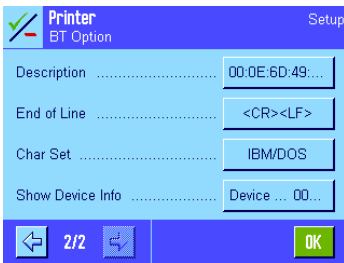 Printer Setup
BT Option
Description ........................ 00:0E:6D:49:...
End of Line ........................ <CR><LF>
Char Set ........................ IBM/DOS
Show Device Info ................ Device ... 00...
2/2 OK